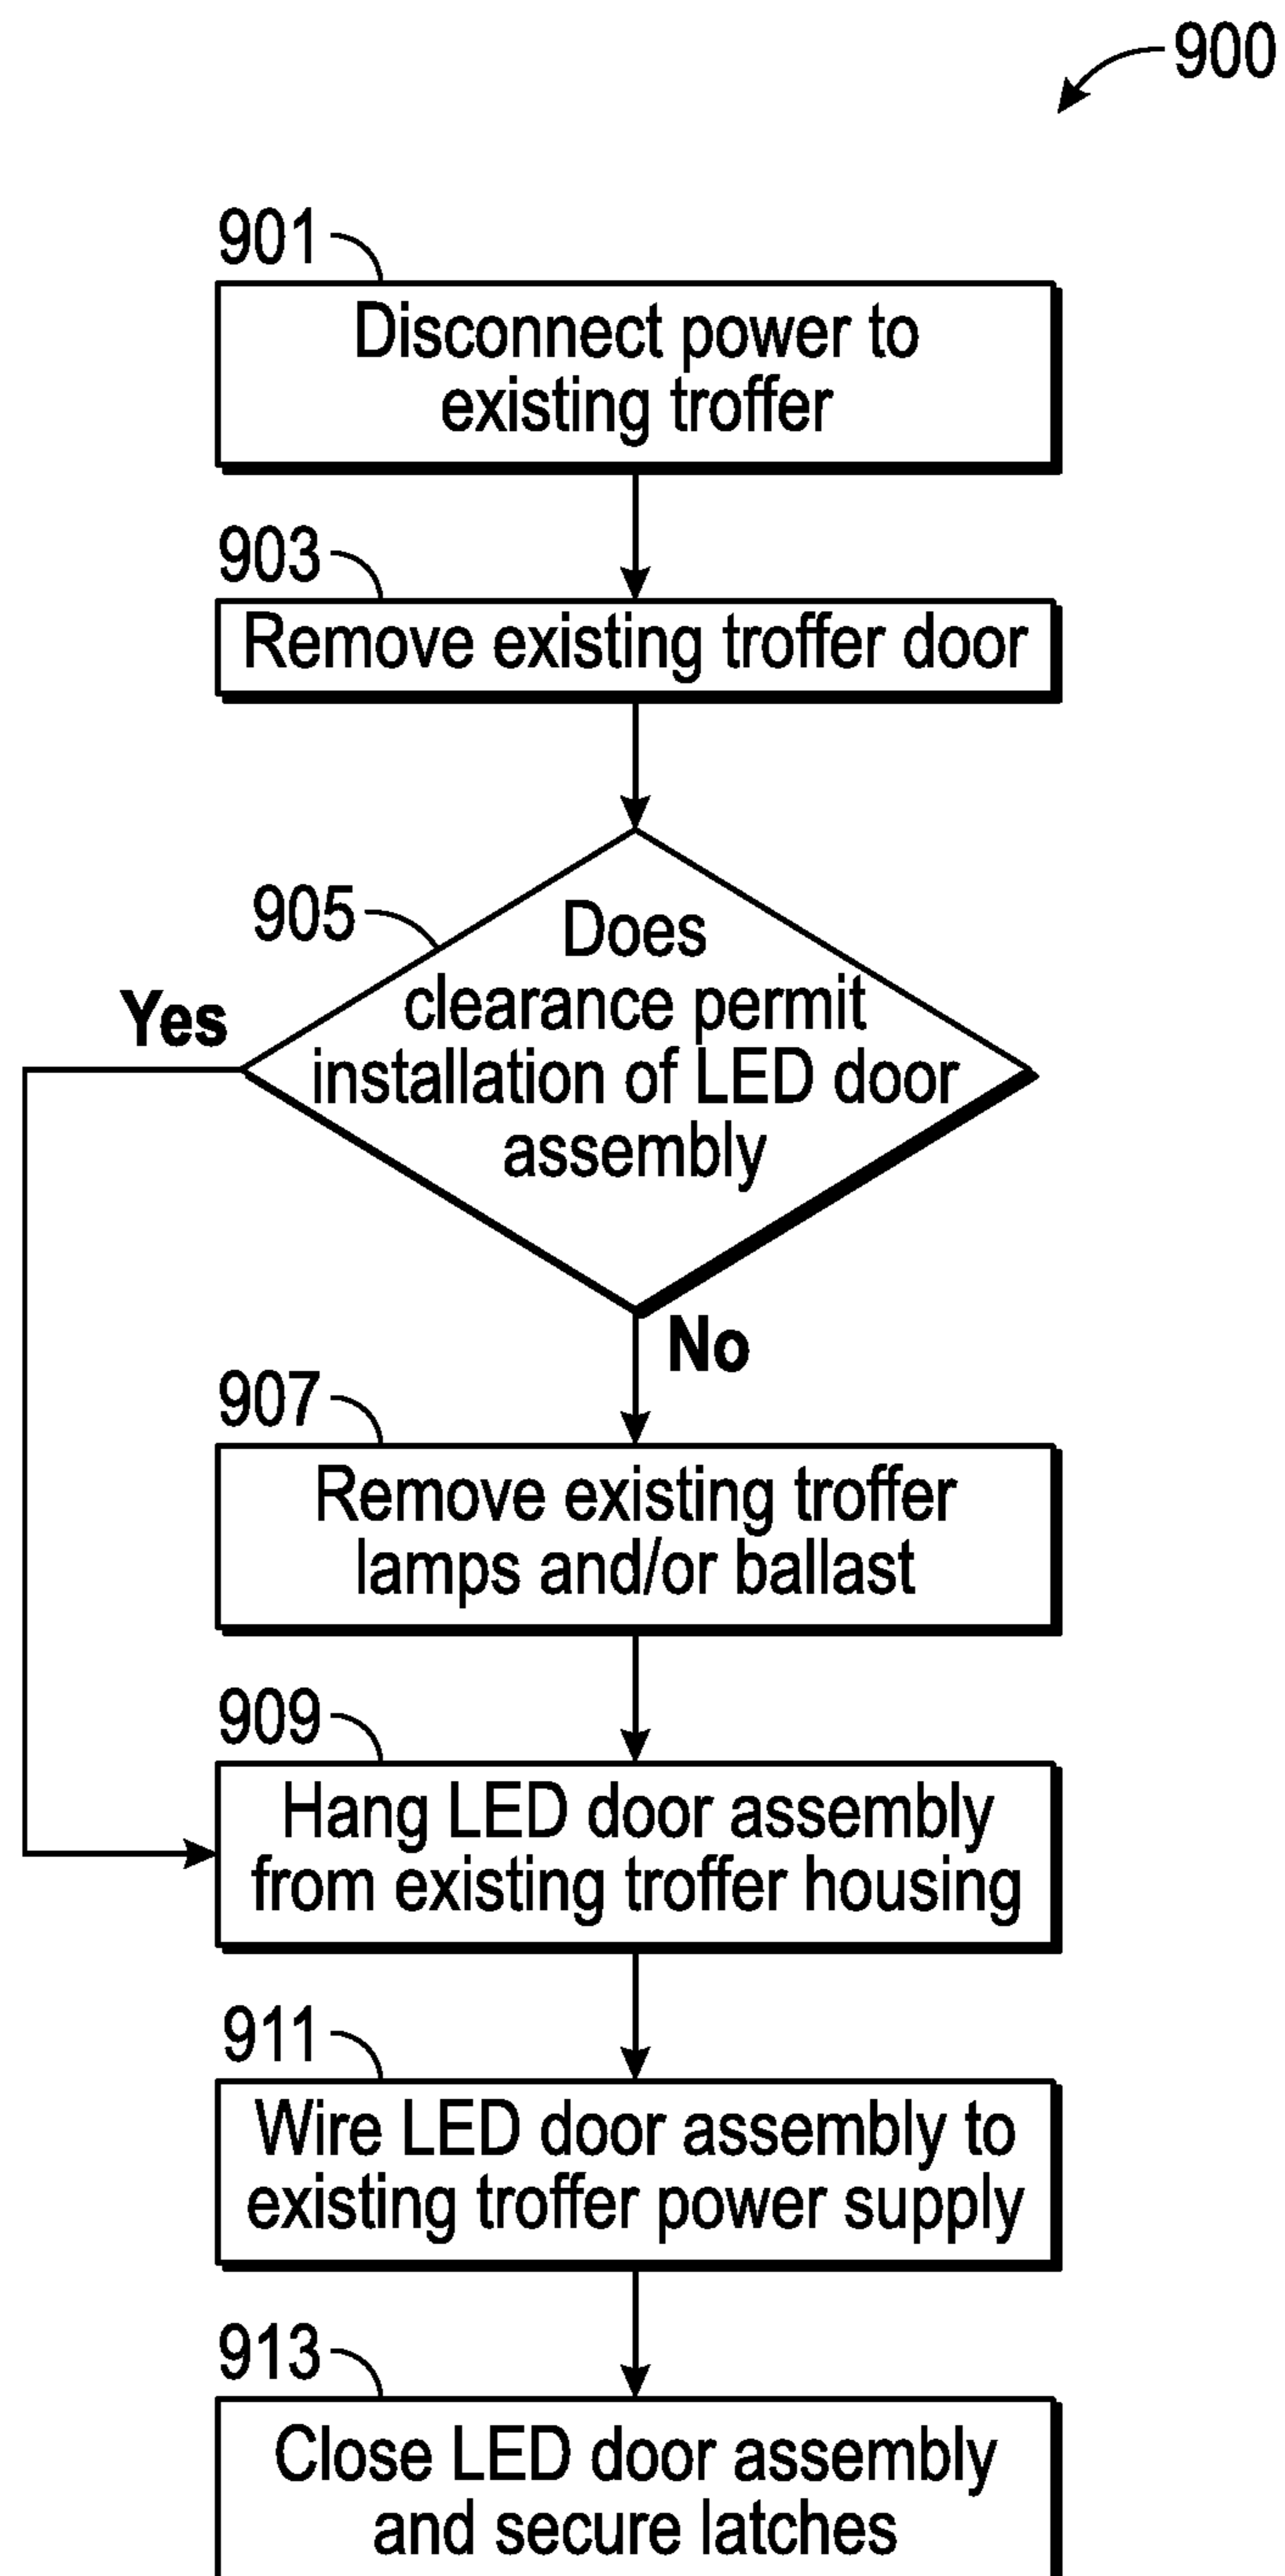 900
901
Disconnect power to
existing troffer
903
Remove existing troffer door
905
Does
clearance permit
installation of LED door
assembly
Yes
No
907
Remove existing troffer
lamps and/or ballast
909
Hang LED door assembly
from existing troffer housing
911
Wire LED door assembly to
existing troffer power supply
913
Close LED door assembly
and secure latches